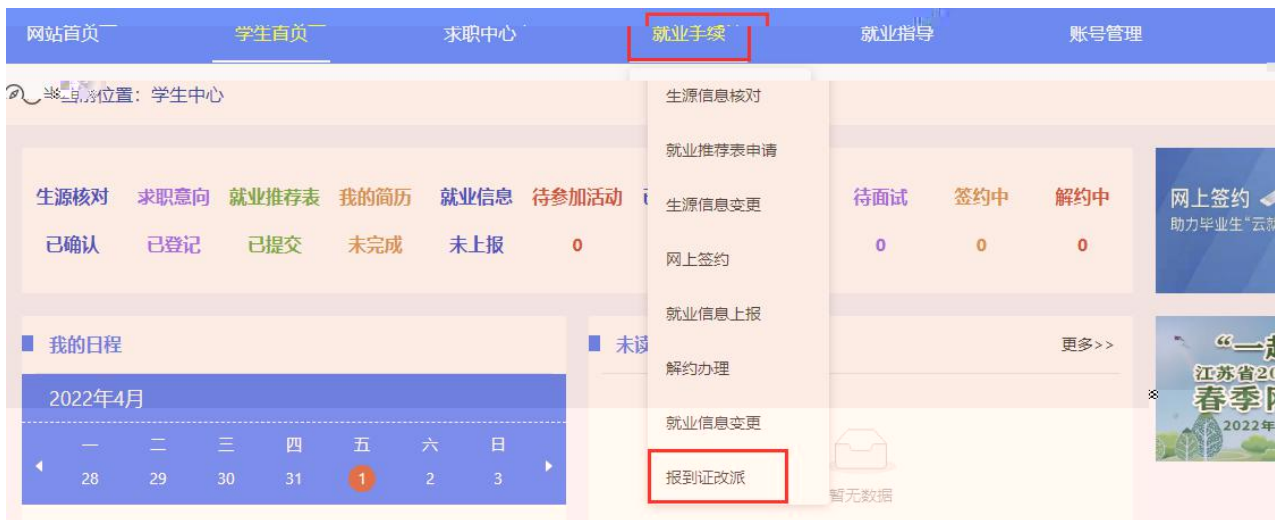 网站首页 学生首页 求职中心 就业手续 就业指导 账号管理
位置：学生中心
生源信息核对
就业推荐表申请
生源核对 求职意向 就业推荐表 我的简历 就业信息 待参加活动 生源信息变更 待面试 签约中 解约中
已确认 已登记 已提交 未完成 未上报 0 0 0 0
网上签约
网上签约
助力毕业生“云
就业信息上报
我的日程 未读 更多>>
解约办理
2022年4月
就业信息变更
一 二 三 四 五 六 日
28 29 30 31 1 2 3
报到证改派
暂无数据
“一
江苏省20
春季
2022年